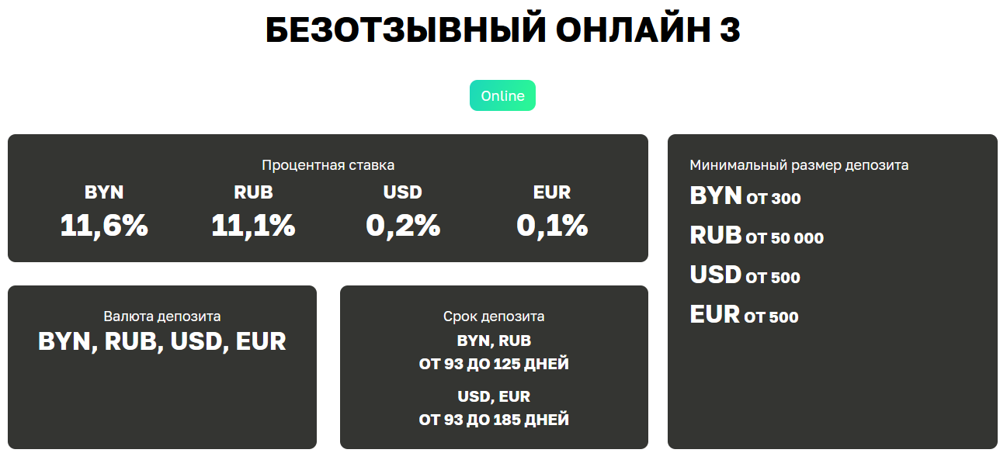 БЕЗОТЗЫВНЫЙ ОНЛАЙН 3
Online
Процентная ставка
BYN RUB USD EUR
11,6% 11,1% 0,2% 0,1%
Минимальный размер депозита
BYN ОТ 300
RUB ОТ 50 000
USD ОТ 500
EUR ОТ 500
Валюта депозита
BYN, RUB, USD, EUR
Срок депозита
BYN, RUB
ОТ 93 ДО 125 ДНЕЙ
USD, EUR
ОТ 93 ДО 185 ДНЕЙ